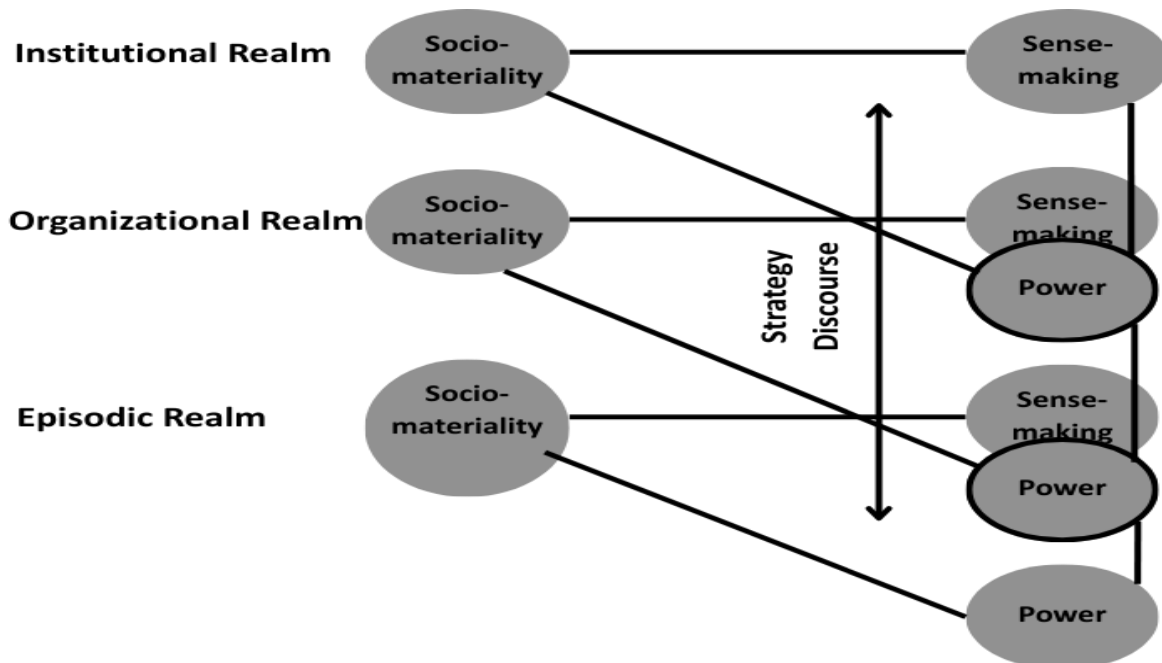 Institutional Realm
Socio-
materiality
Sense-
making
Organizational Realm
Socio-
materiality
Sense-
making
Power
Strategy
Discourse
Episodic Realm
Socio-
materiality
Sense-
making
Power
Power